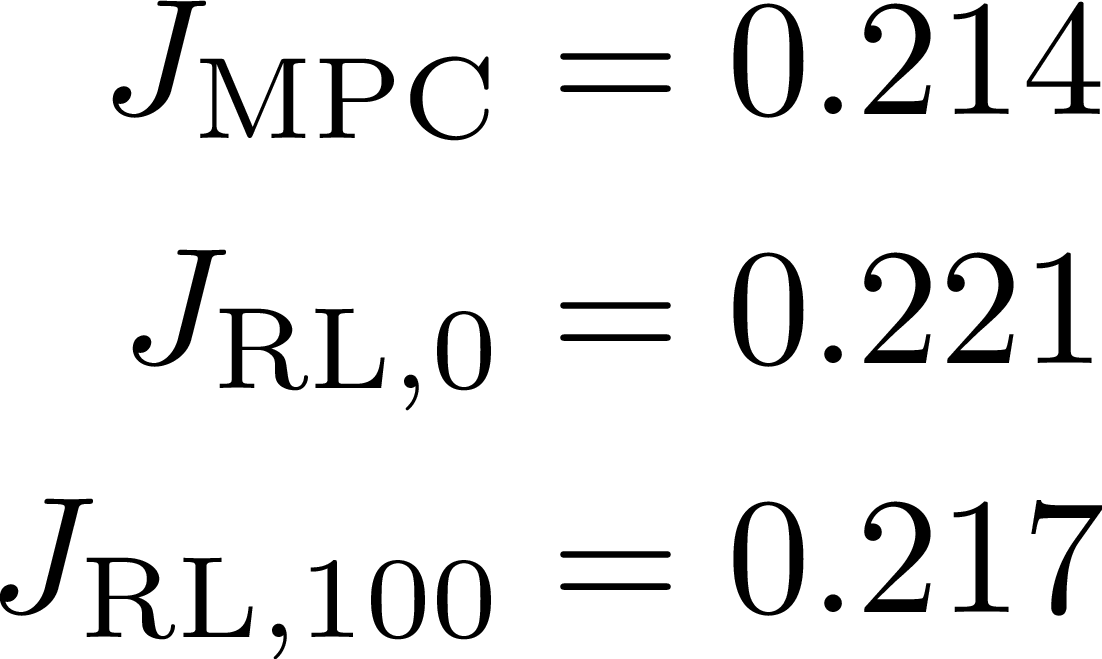 J_MPC = 0.214
J_RL,0 = 0.221
J_RL,100 = 0.217